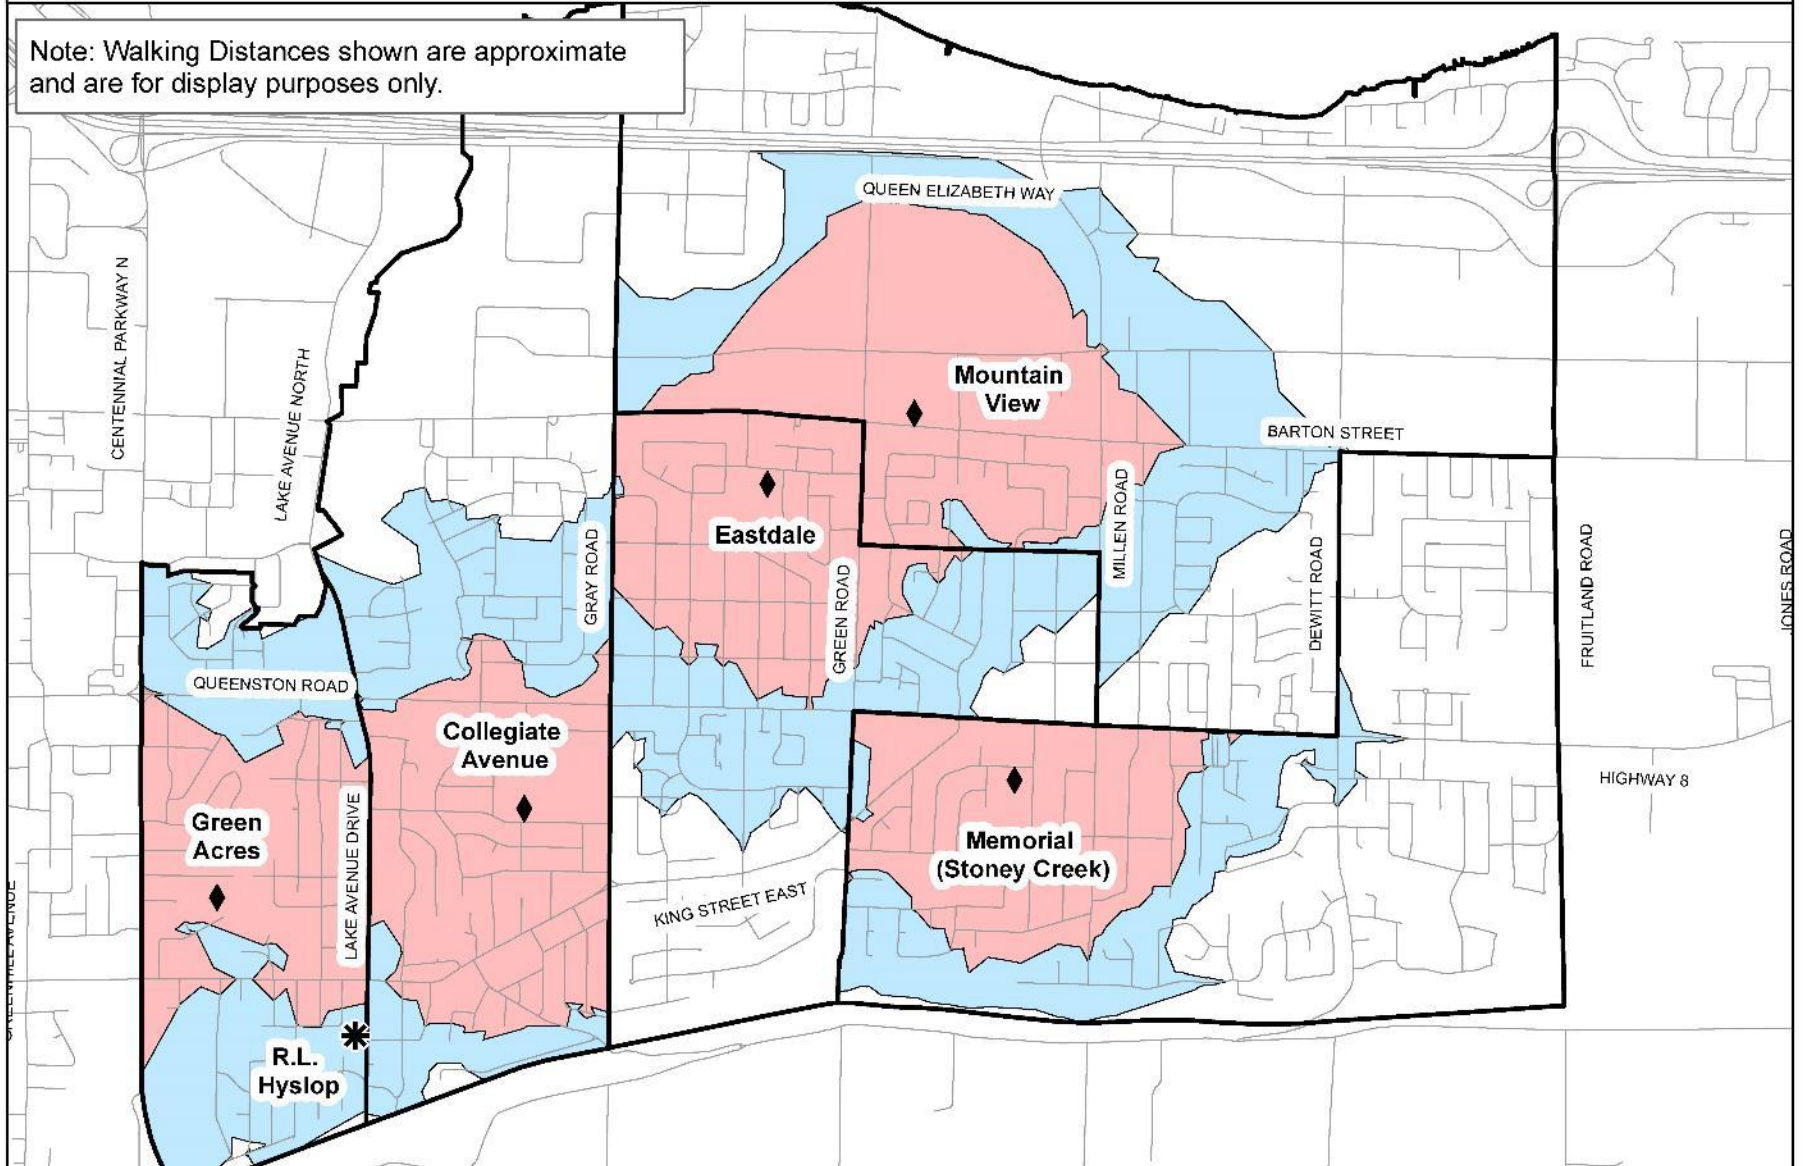 Note: Walking Distances shown are approximate
and are for display purposes only.
QUEEN ELIZABETH WAY
CENTENNIAL PARKWAY N
LAKE AVENUE NORTH
Mountain
View
BARTON STREET
Eastdale
MILLEN ROAD
GRAY ROAD
GREEN ROAD
DEWITT ROAD
FRUITLAND ROAD
JONES ROAD
QUEENSTON ROAD
Collegiate
Avenue
HIGHWAY 8
Green
Acres
LAKE AVENUE DRIVE
Memorial
(Stoney Creek)
KING STREET EAST
R.L.
Hyslop